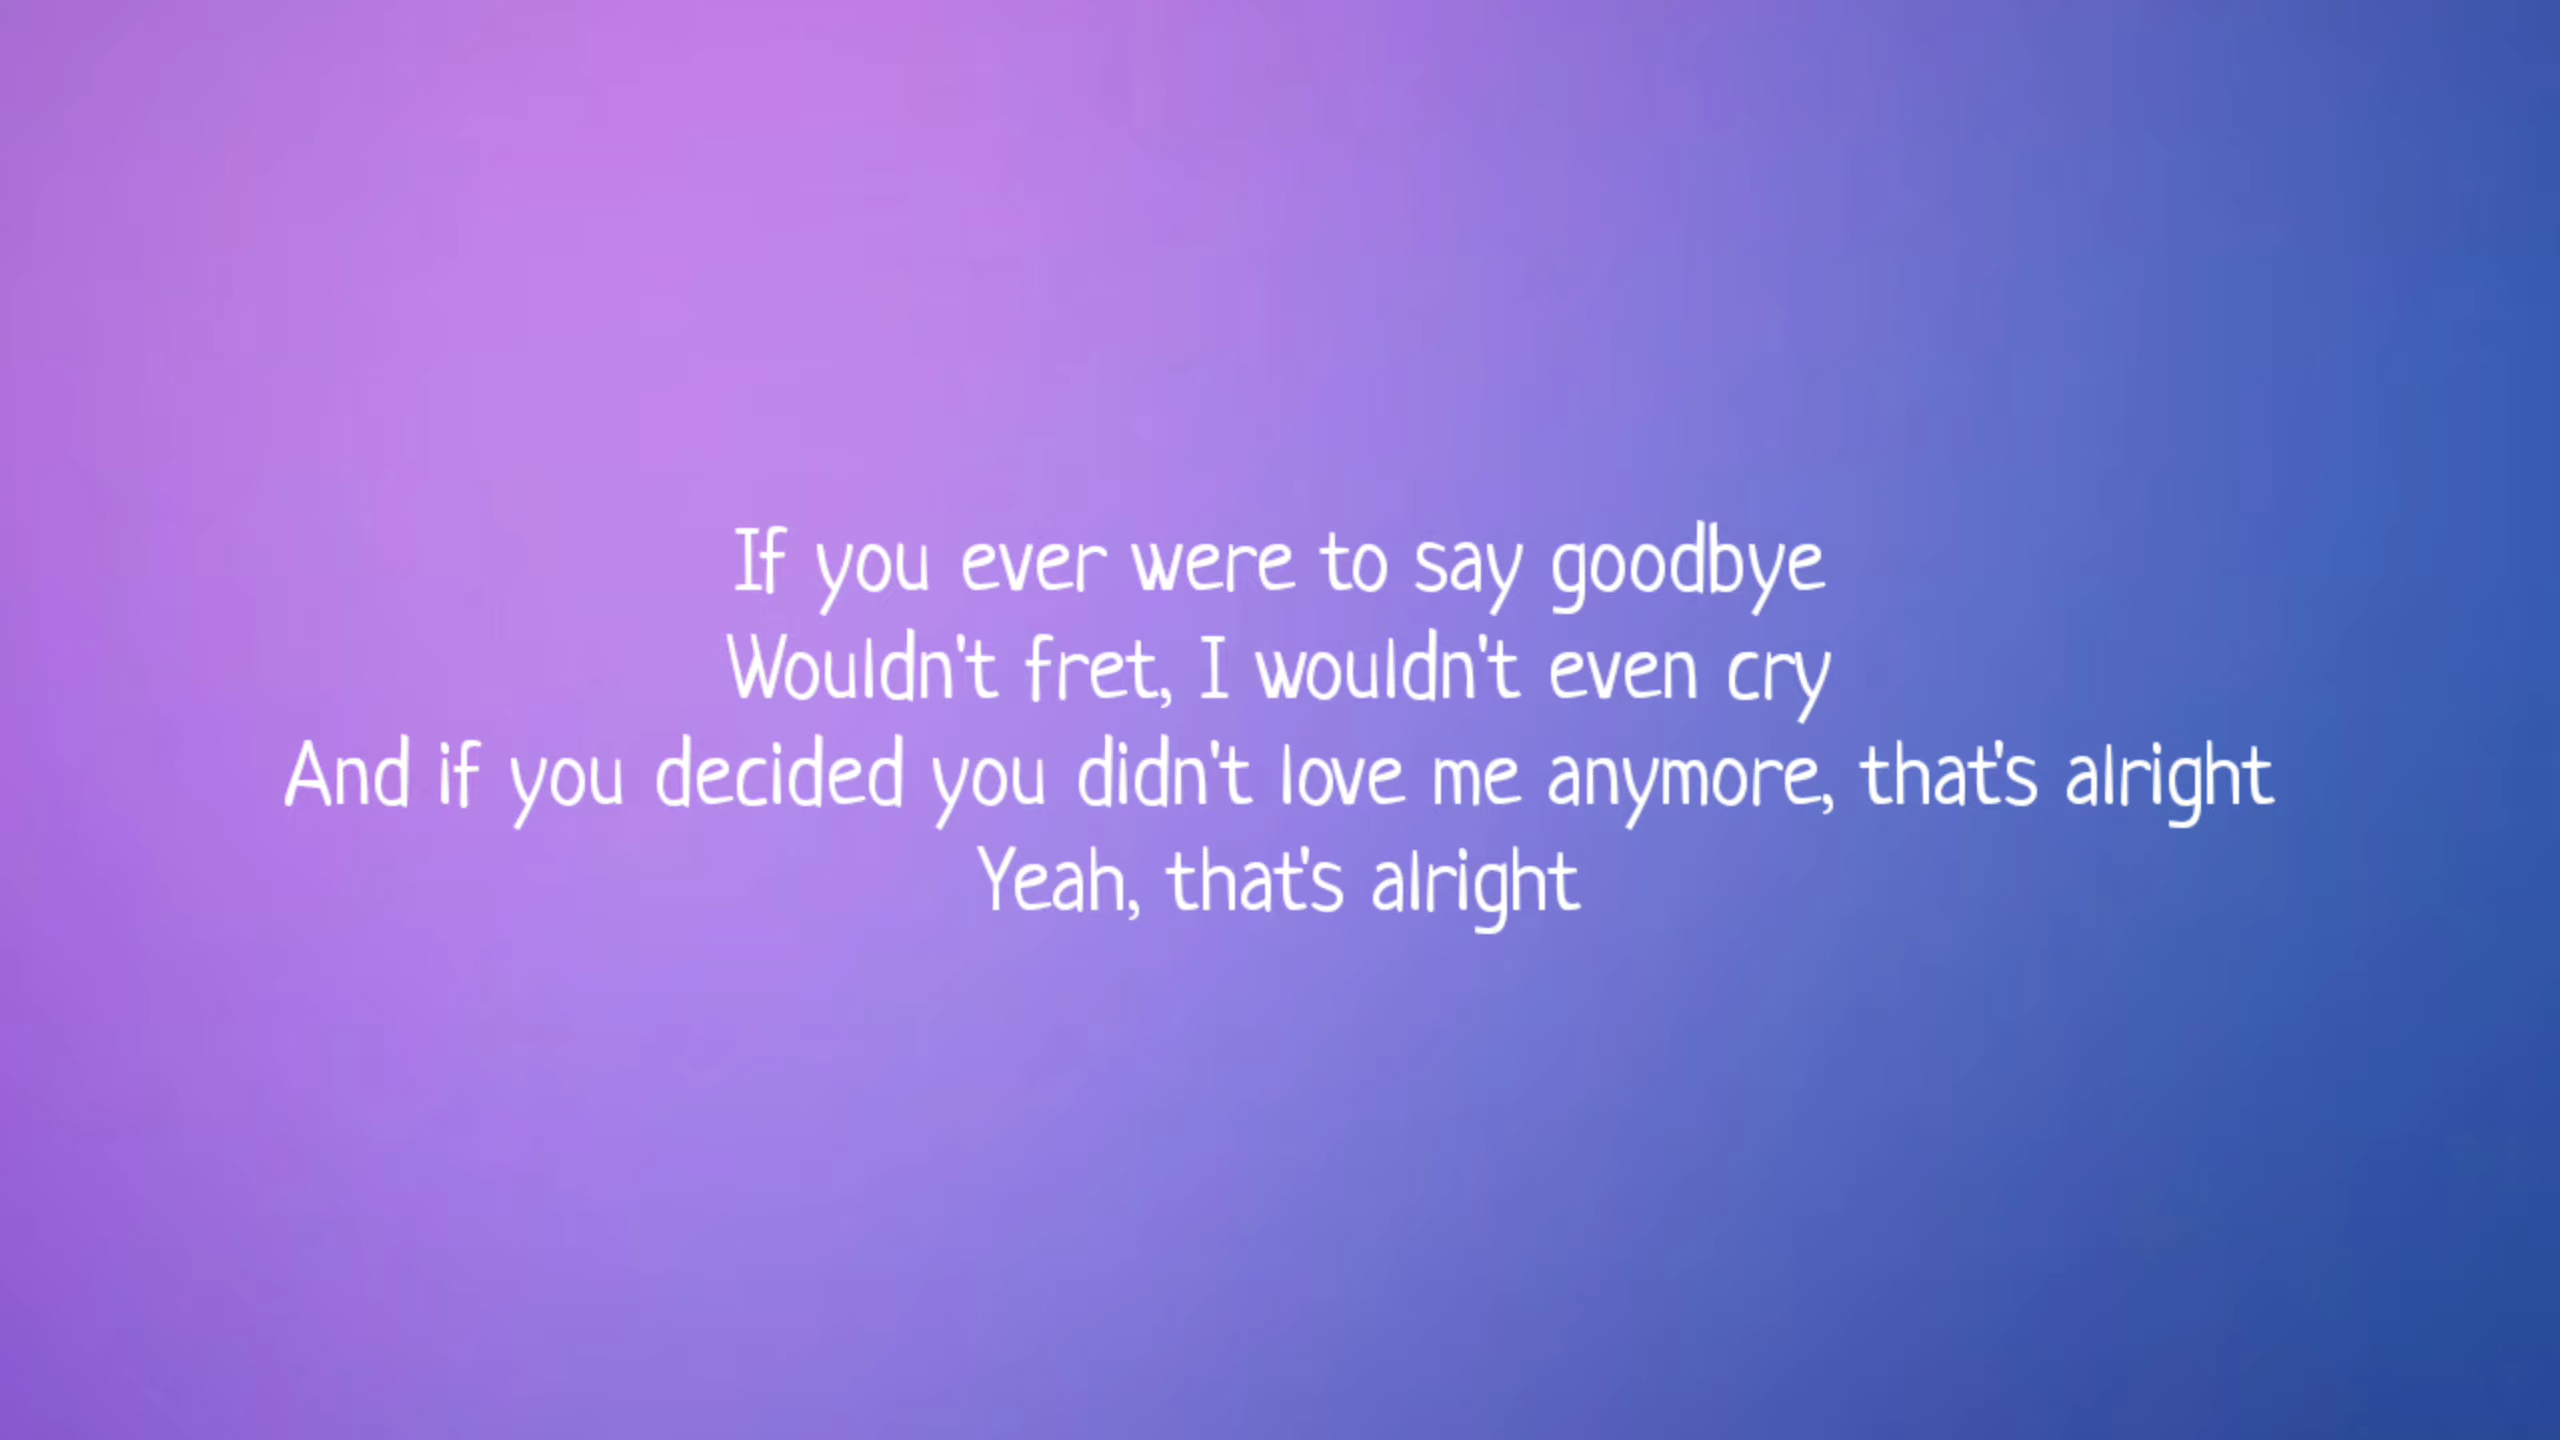 If you ever were to say goodbye
Wouldn't fret, I wouldn't even cry
And if you decided you didn't love me anymore, that's alright
Yeah, that's alright